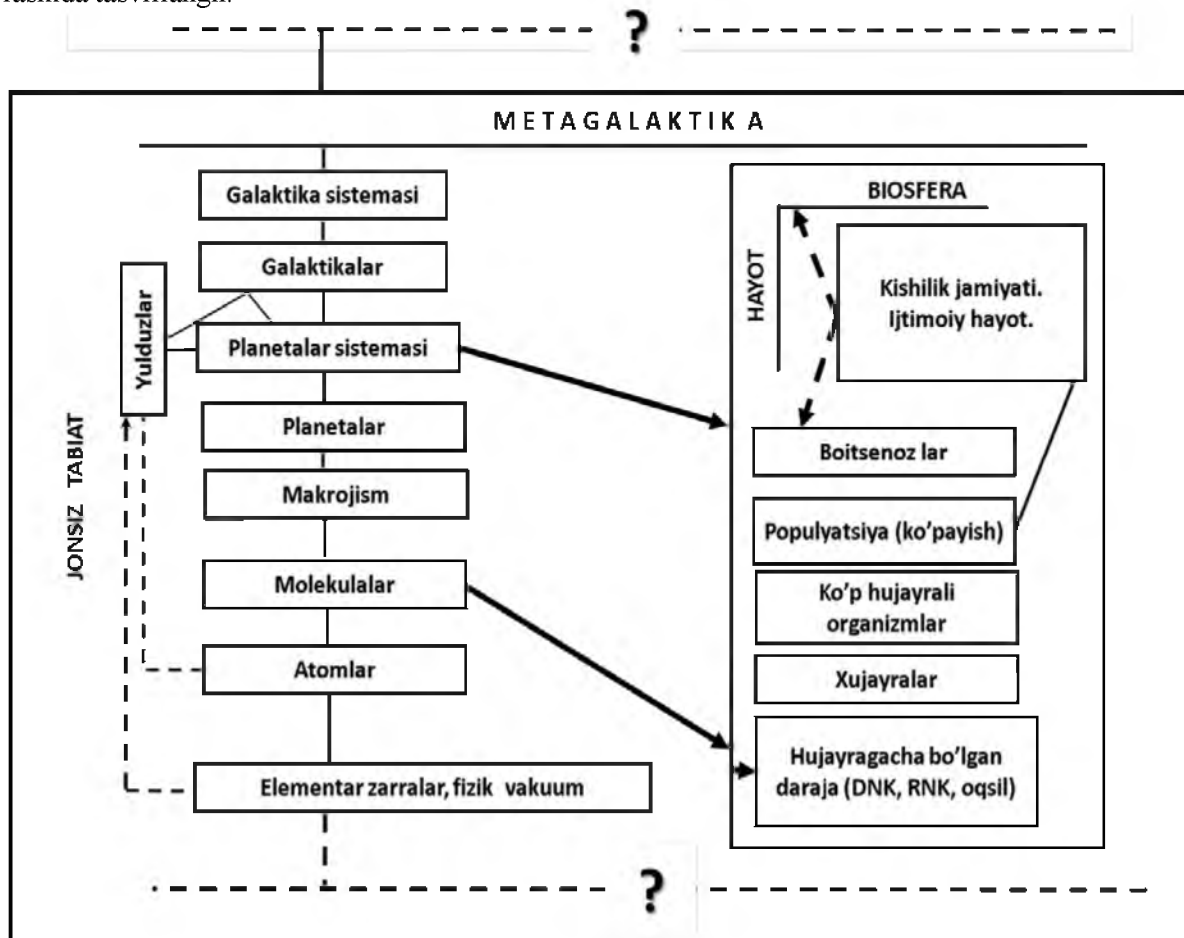 tasvirlangn.
?
METAGALAKTIKA
Galaktika sistemasi
Galaktikalar
Yulduzlar
Planetalar sistemasi
Planetalar
Makrojism
Molekulalar
Atomlar
Elementar zarralar, fizik vakuum
JONSIZ TABIAT
BIOSFERA
HAYOT
Kishilik jamiyati.
Ijtimoiy hayot.
Boitsenoz lar
Populyatsiya (ko'payish)
Ko'p hujayrali
organizmlar
Xujayralar
Hujayragacha bo'lgan
daraja (DNK, RNK, oqsil)
?